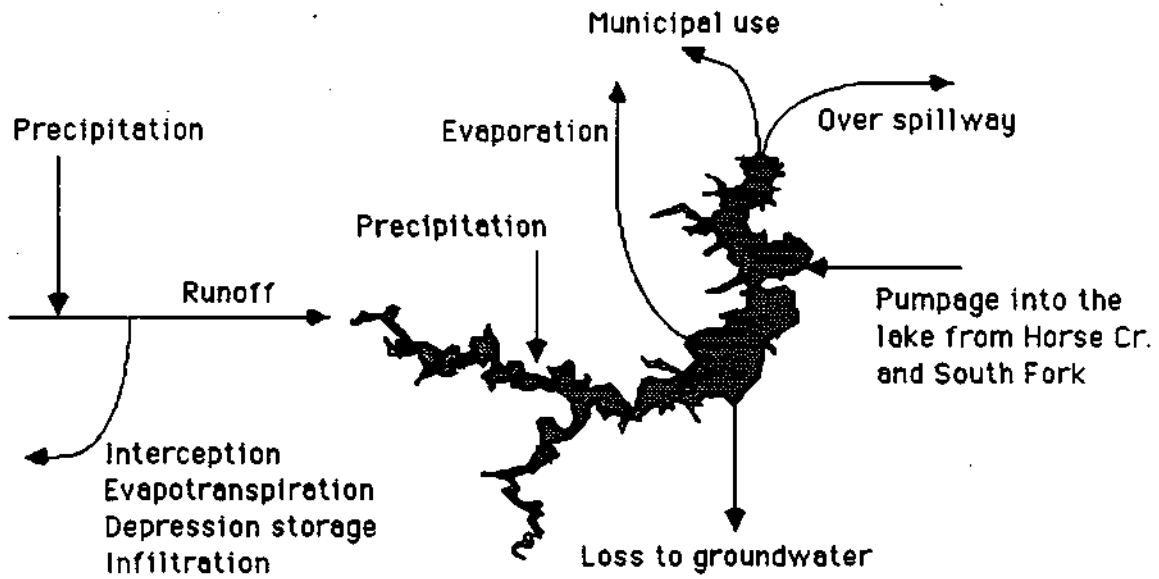 Municipal use
Precipitation
Evaporation
Over spillway
Precipitation
Runoff
Pumpage into the
lake from Horse Cr.
and South Fork
Interception
Evapotranspiration
Depression storage
Infiltration
Loss to groundwater